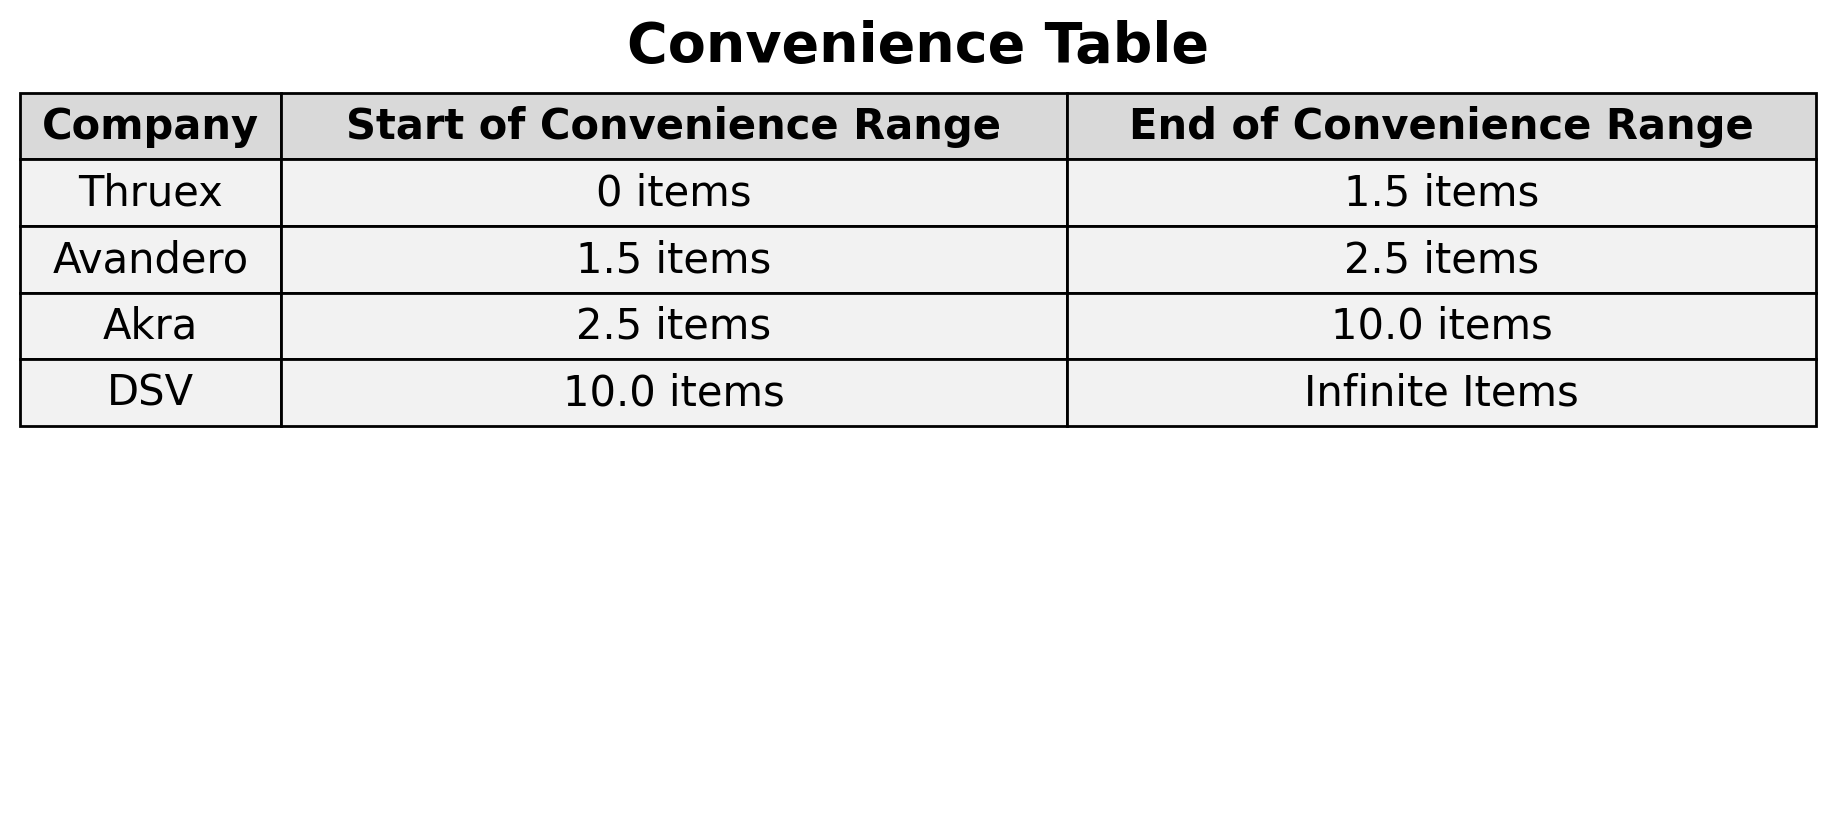 Convenience Table
Company Start of Convenience Range End of Convenience Range
Thruex 0 items 1.5 items
Avandero 1.5 items 2.5 items
Akra 2.5 items 10.0 items
DSV 10.0 items Infinite Items